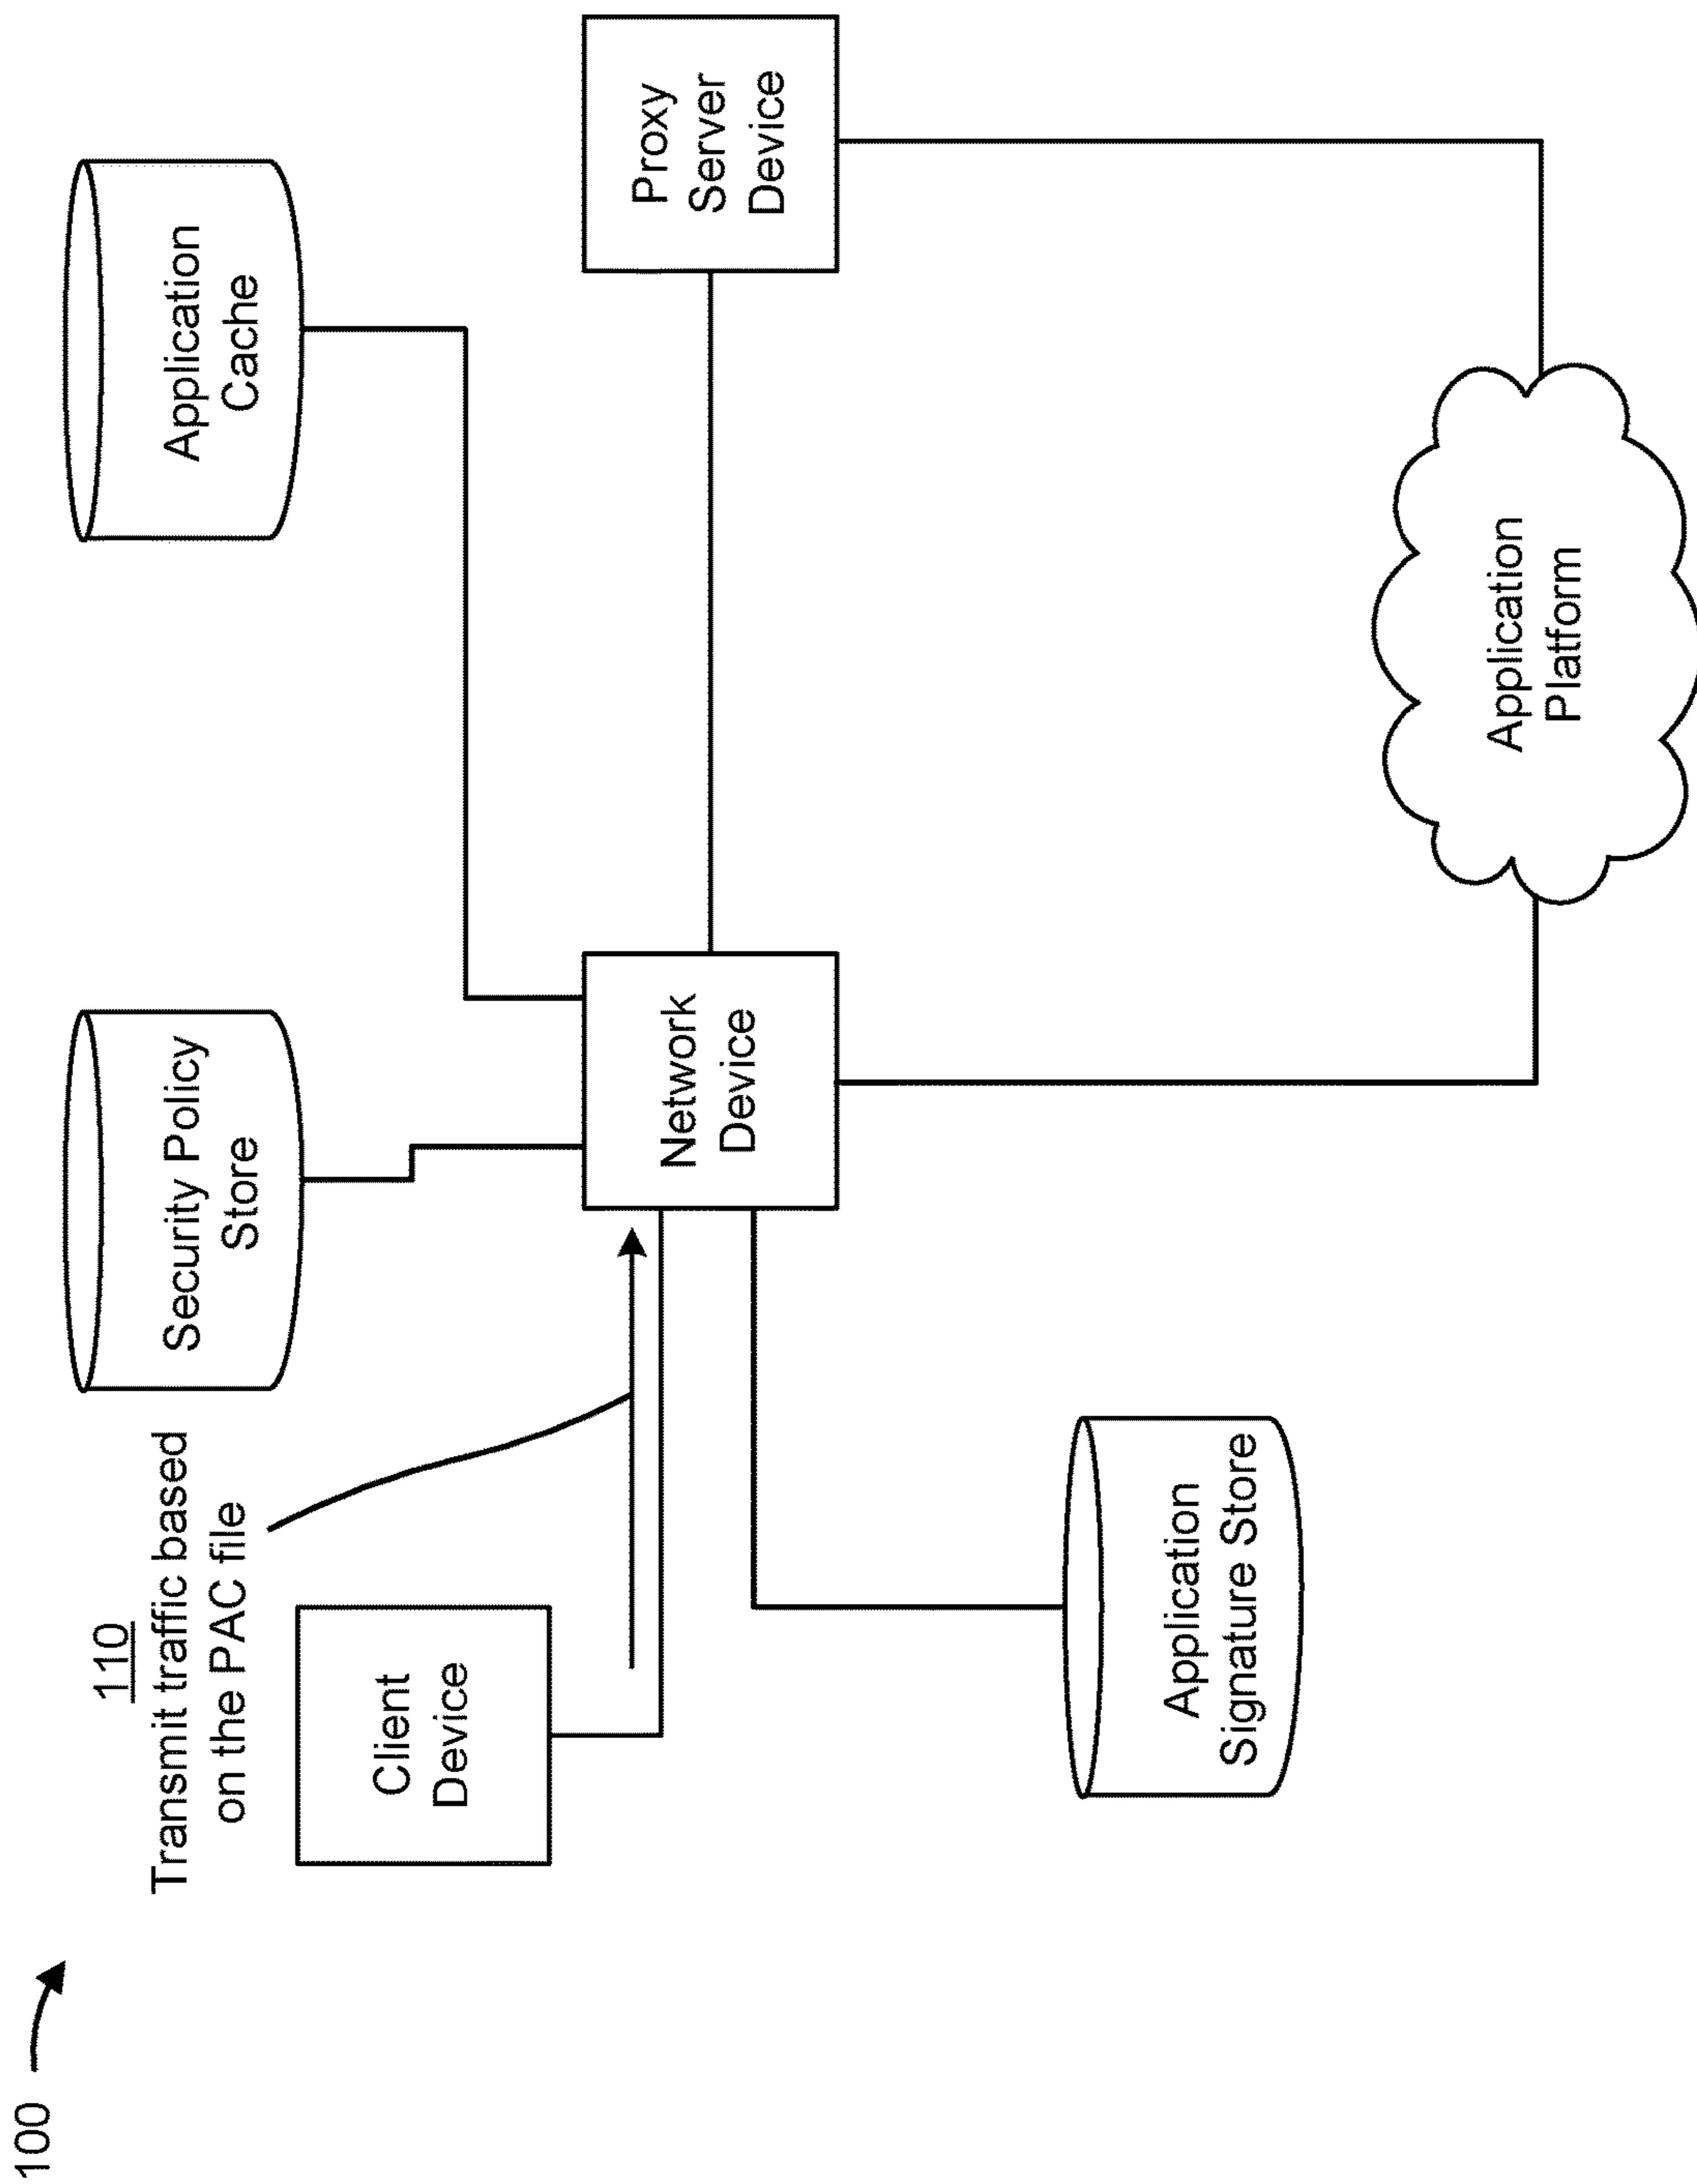 100
110
Transmit traffic based
on the PAC file
Client
Device
Security Policy
Store
Application
Cache
Network
Device
Proxy
Server
Device
Application
Signature Store
Application
Platform